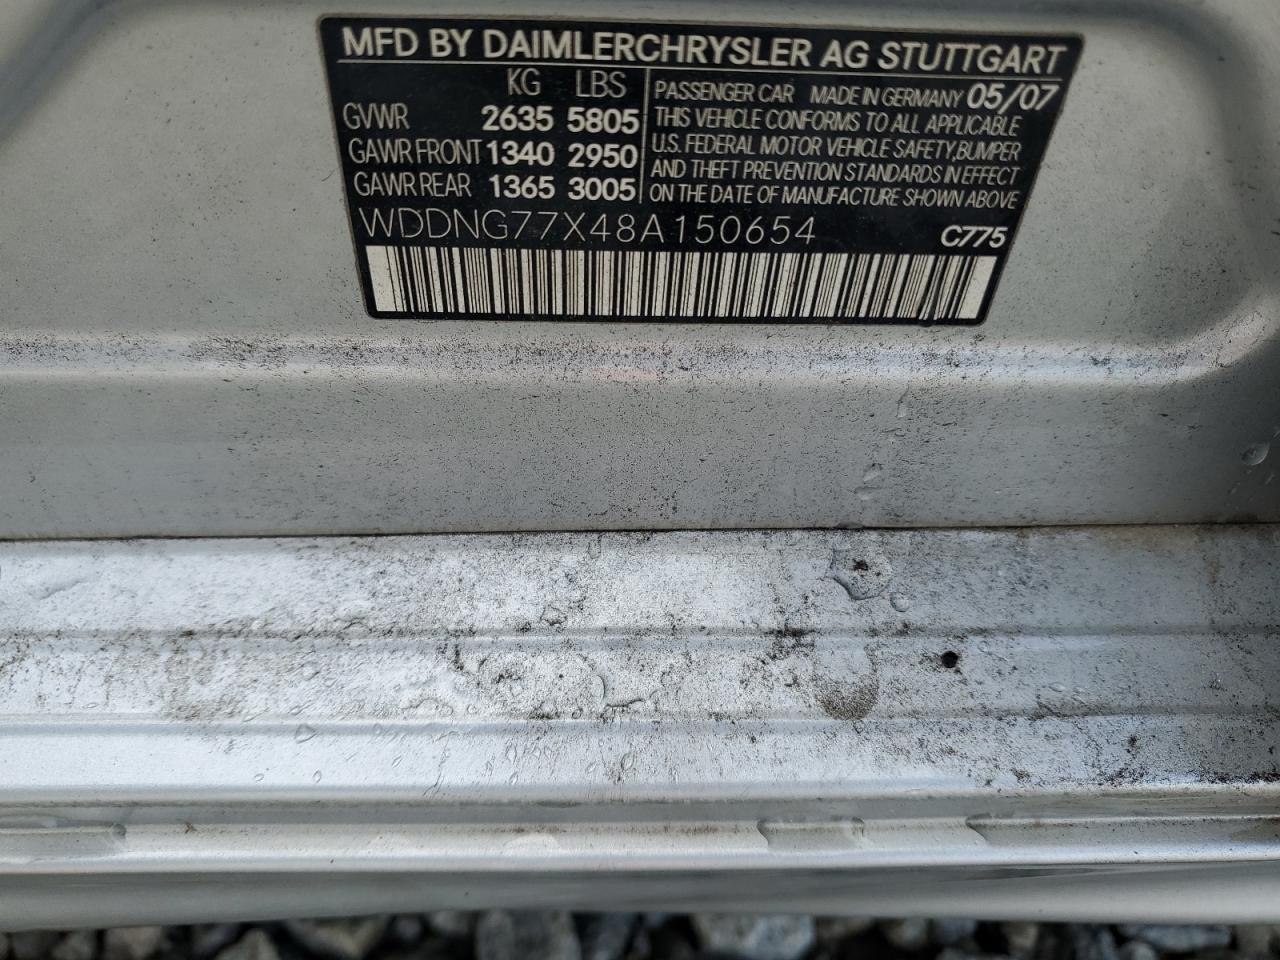 MFD BY DAIMLERCHRYSLER AG STUTTGART
KG LBS
GVWR 2635 5805
GAWR FRONT 1340 2950
GAWR REAR 1365 3005
PASSENGER CAR MADE IN GERMANY 05/07
THIS VEHICLE CONFORMS TO ALL APPLICABLE
U.S. FEDERAL MOTOR VEHICLE SAFETY,BUMPER
AND THEFT PREVENTION STANDARDS IN EFFECT
ON THE DATE OF MANUFACTURE SHOWN ABOVE
WDDNG77X48A150654 C775